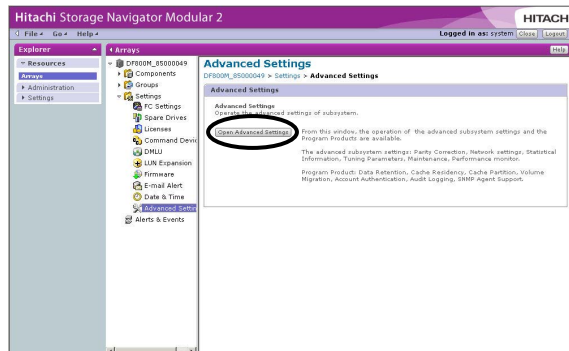 Hitachi Storage Navigator Modular 2
HITACH
File Go Help
Logged in as: system Close Logout
Explorer
Resources
Arrays
Administration
Settings
Arrays
Help
DF800M_85000049
Components
Groups
Settings
FC Settings
Spare Drives
Licenses
Command Devic
DMLU
LUN Expansion
Firmware
E-mail Alert
Date & Time
Advanced Settin
Alerts & Events
Advanced Settings
DF800M_85000049 > Settings > Advanced Settings
Advanced Settings
Advanced Settings
Operate the advanced settings of subsystem.
Open Advanced Settings
From this window, the operation of the advanced subsystem settings and the
Program Products are available.
The advanced subsystem settings: Parity Correction, Network settings, Statistical
Information, Tuning Parameters, Maintenance, Performance monitor.
Program Product: Data Retention, Cache Residency, Cache Partition, Volume
Migration, Account Authentication, Audit Logging, SNMP Agent Support.